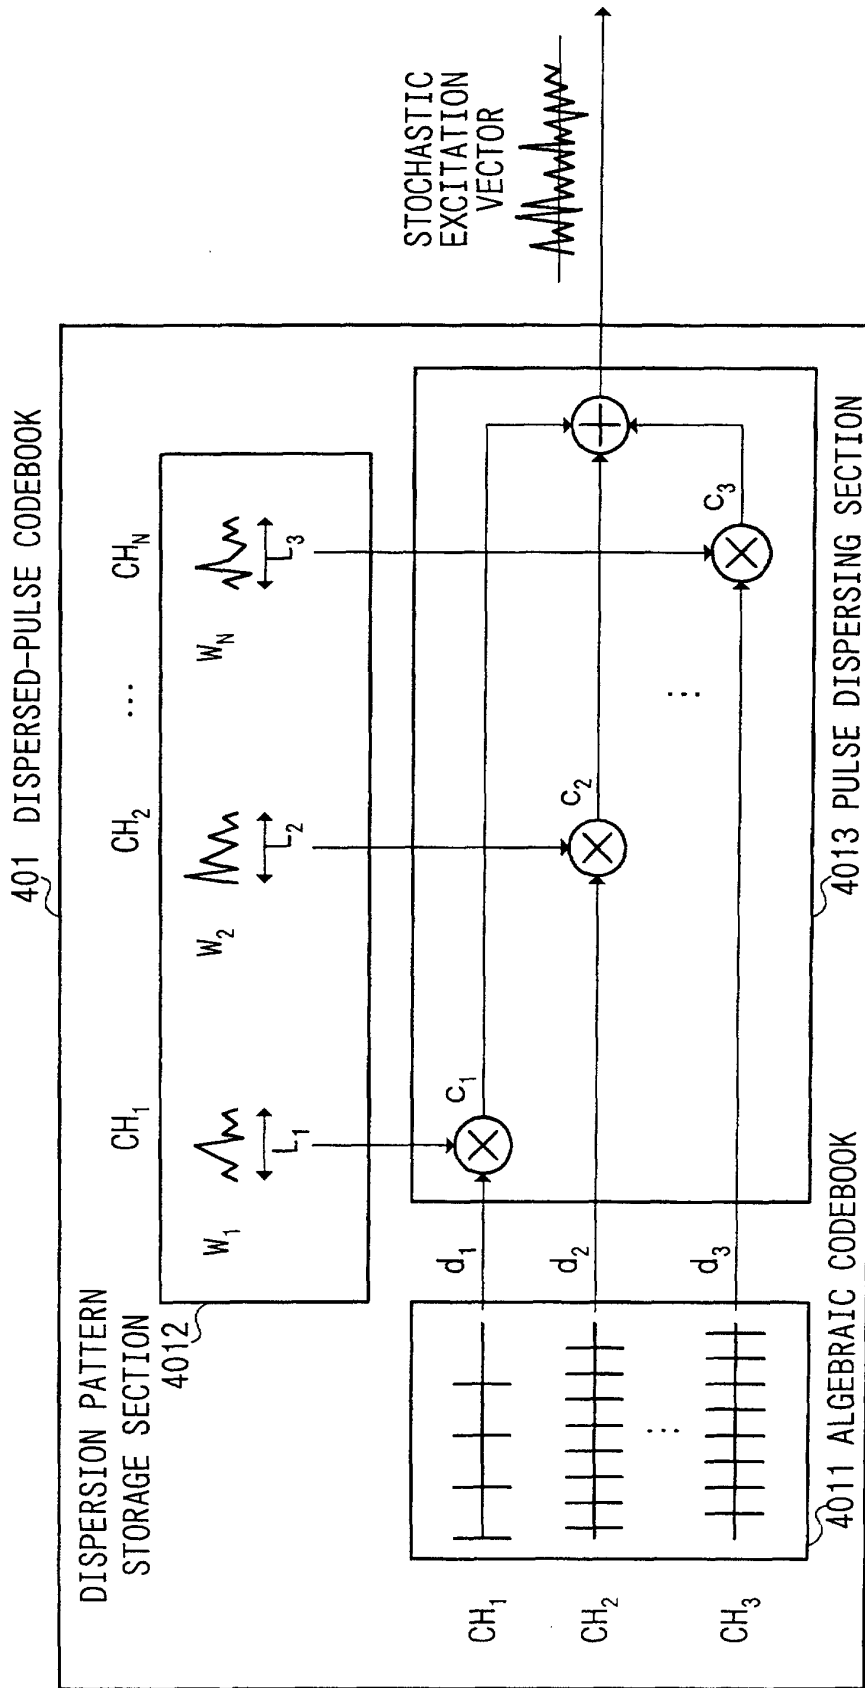 401 DISPERSED-PULSE CODEBOOK
DISPERSION PATTERN
STORAGE SECTION
4012
CH₁
CH₂
...
CH_N
W₁
L₁
W₂
L₂
W_N
L₃
STOCHASTIC
EXCITATION
VECTOR
CH₁
d₁
C₁
CH₂
d₂
C₂
...
...
CH₃
d₃
C₃
4011 ALGEBRAIC CODEBOOK
4013 PULSE DISPERSING SECTION